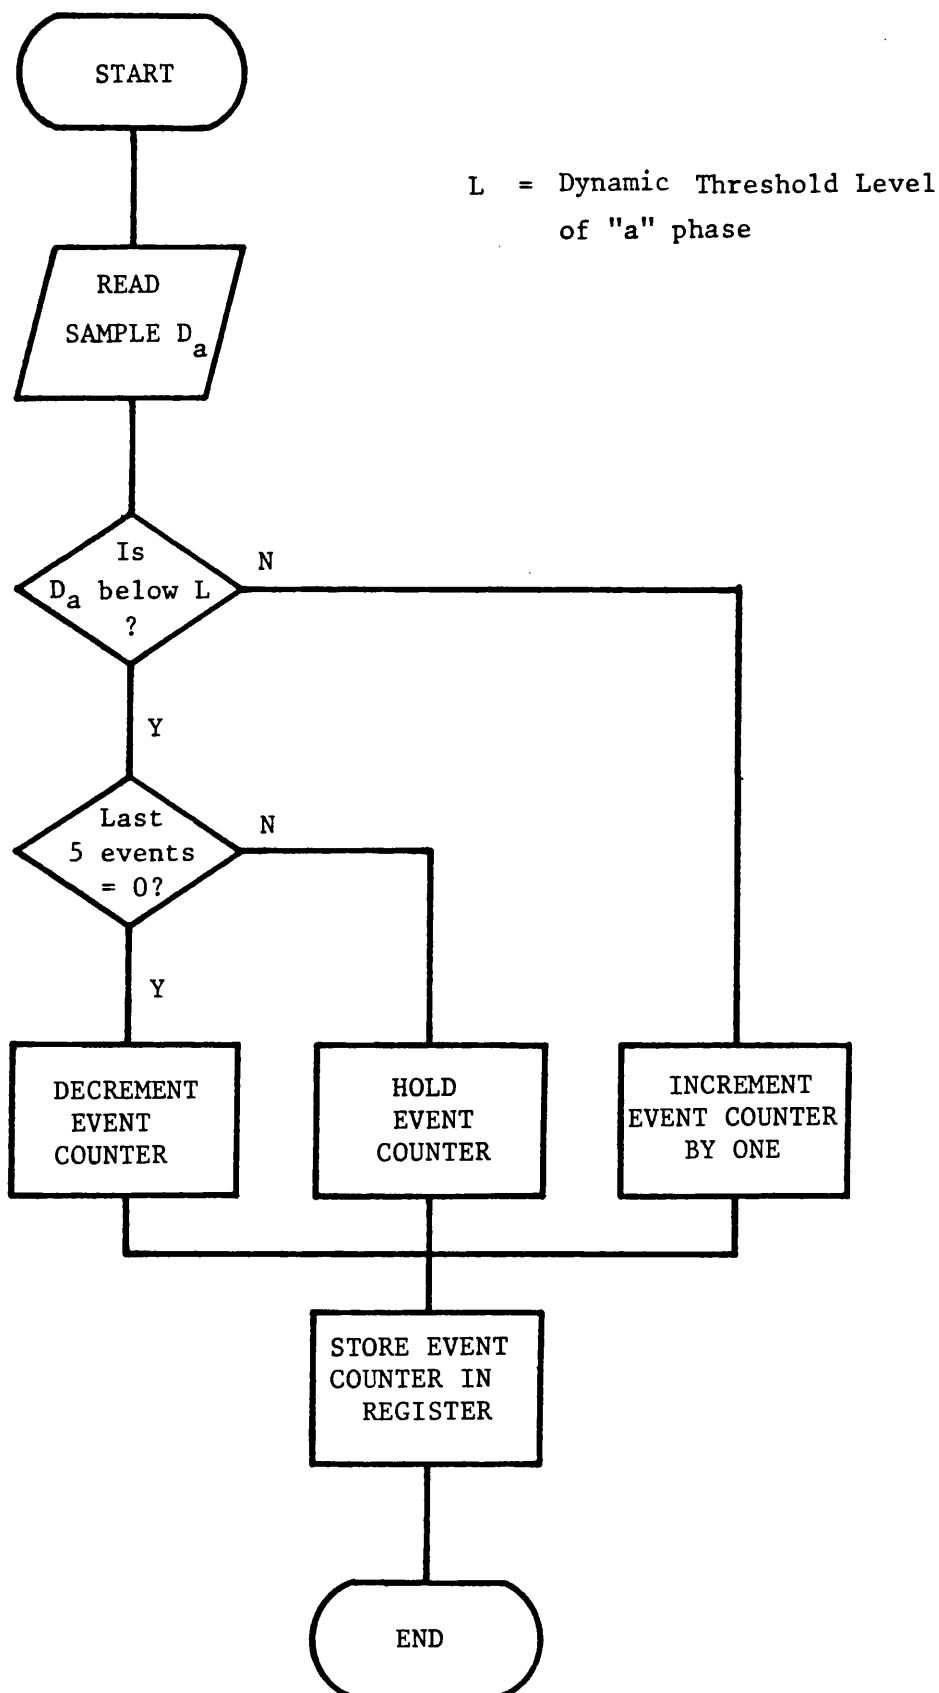 START
L = Dynamic Threshold Level
of "a" phase
READ
SAMPLE Da
Is
Da below L
?
N
Y
Last
5 events
= 0?
N
Y
DECREMENT
EVENT
COUNTER
HOLD
EVENT
COUNTER
INCREMENT
EVENT COUNTER
BY ONE
STORE EVENT
COUNTER IN
REGISTER
END